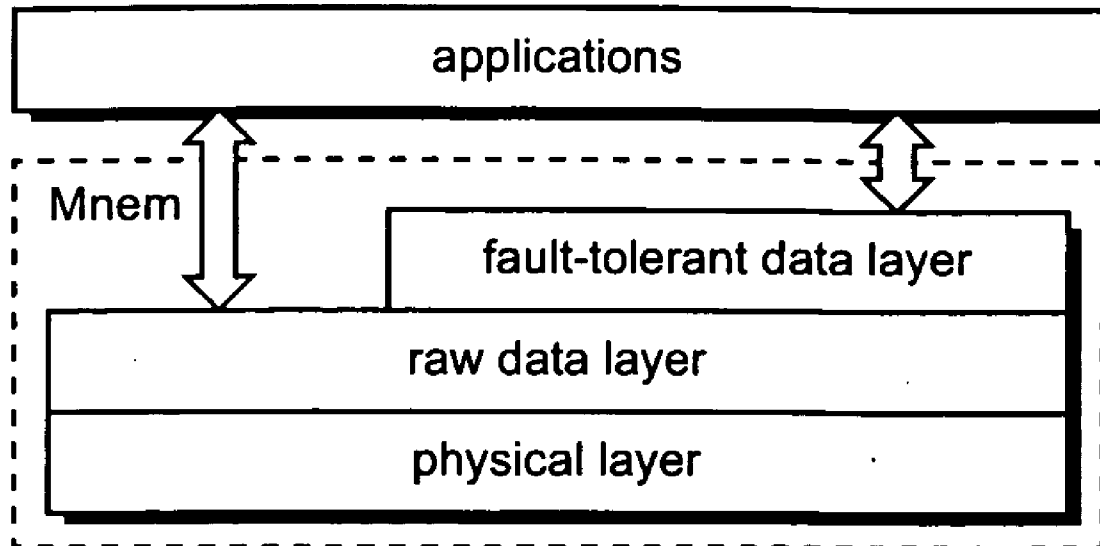 applications
Mnem
fault-tolerant data layer
raw data layer
physical layer